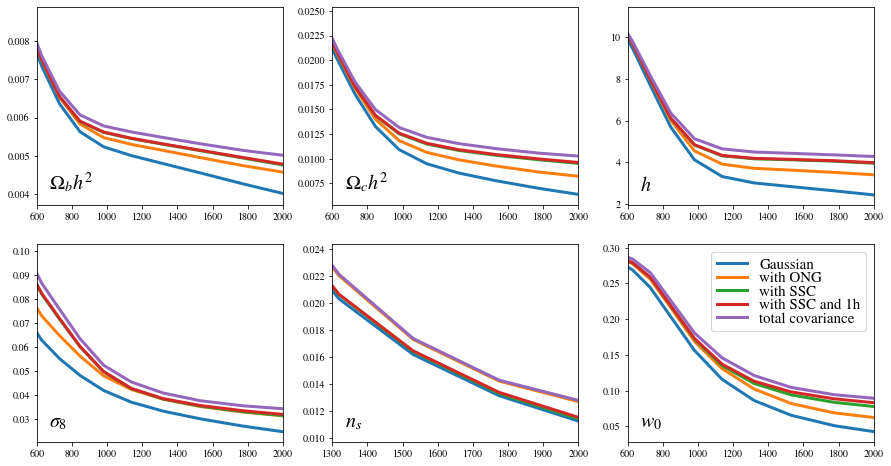 0.008
0.007
0.006
0.005
0.004
Ω_b h²
600 800 1000 1200 1400 1600 1800 2000
0.0250
0.0225
0.0200
0.0175
0.0150
0.0125
0.0100
0.0075
Ω_c h²
600 800 1000 1200 1400 1600 1800 2000
10
8
6
4
2
h
600 800 1000 1200 1400 1600 1800 2000
0.10
0.09
0.08
0.07
0.06
0.05
0.04
0.03
σ₈
600 800 1000 1200 1400 1600 1800 2000
0.024
0.022
0.020
0.018
0.016
0.014
0.012
0.010
n_s
1300 1400 1500 1600 1700 1800 1900 2000
0.30
0.25
0.20
0.15
0.10
0.05
Gaussian
with ONG
with SSC
with SSC and 1h
total covariance
w₀
600 800 1000 1200 1400 1600 1800 2000